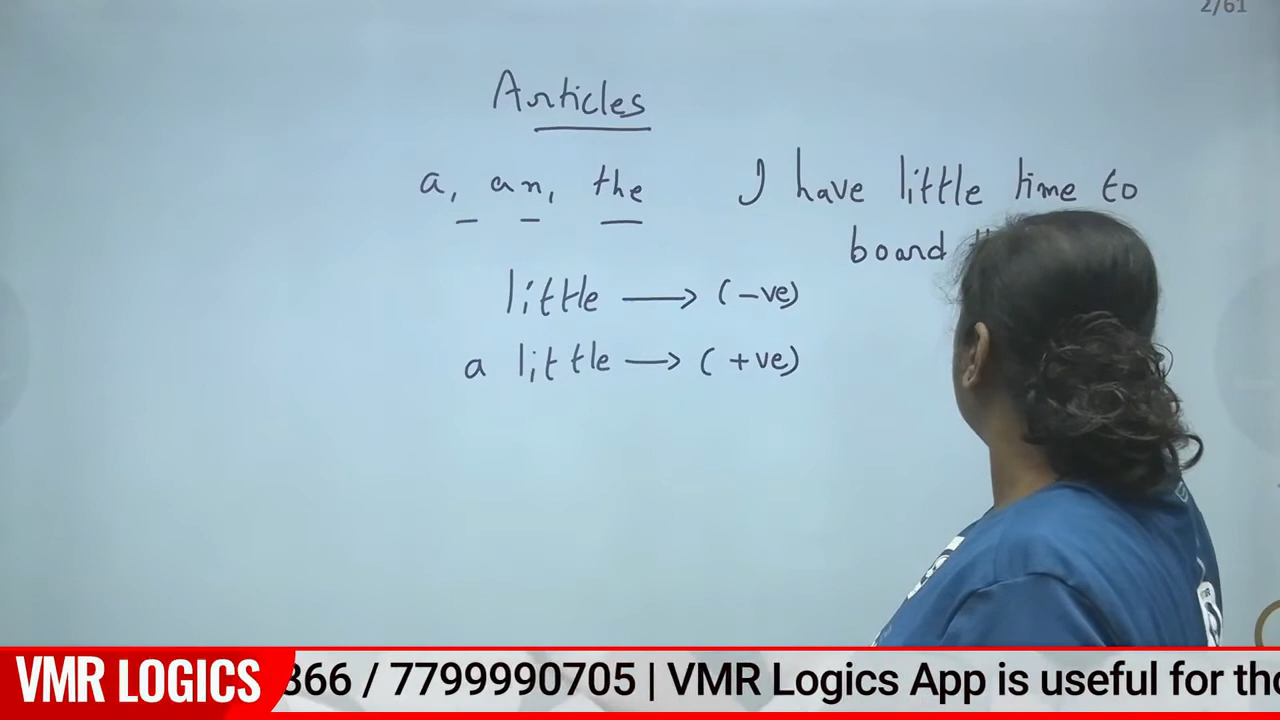 2/61
Articles
a, an, the
I have little time to
board
little → (-ve)
a little → (+ve)
VMR LOGICS
366 / 7799990705 | VMR Logics App is useful for tho